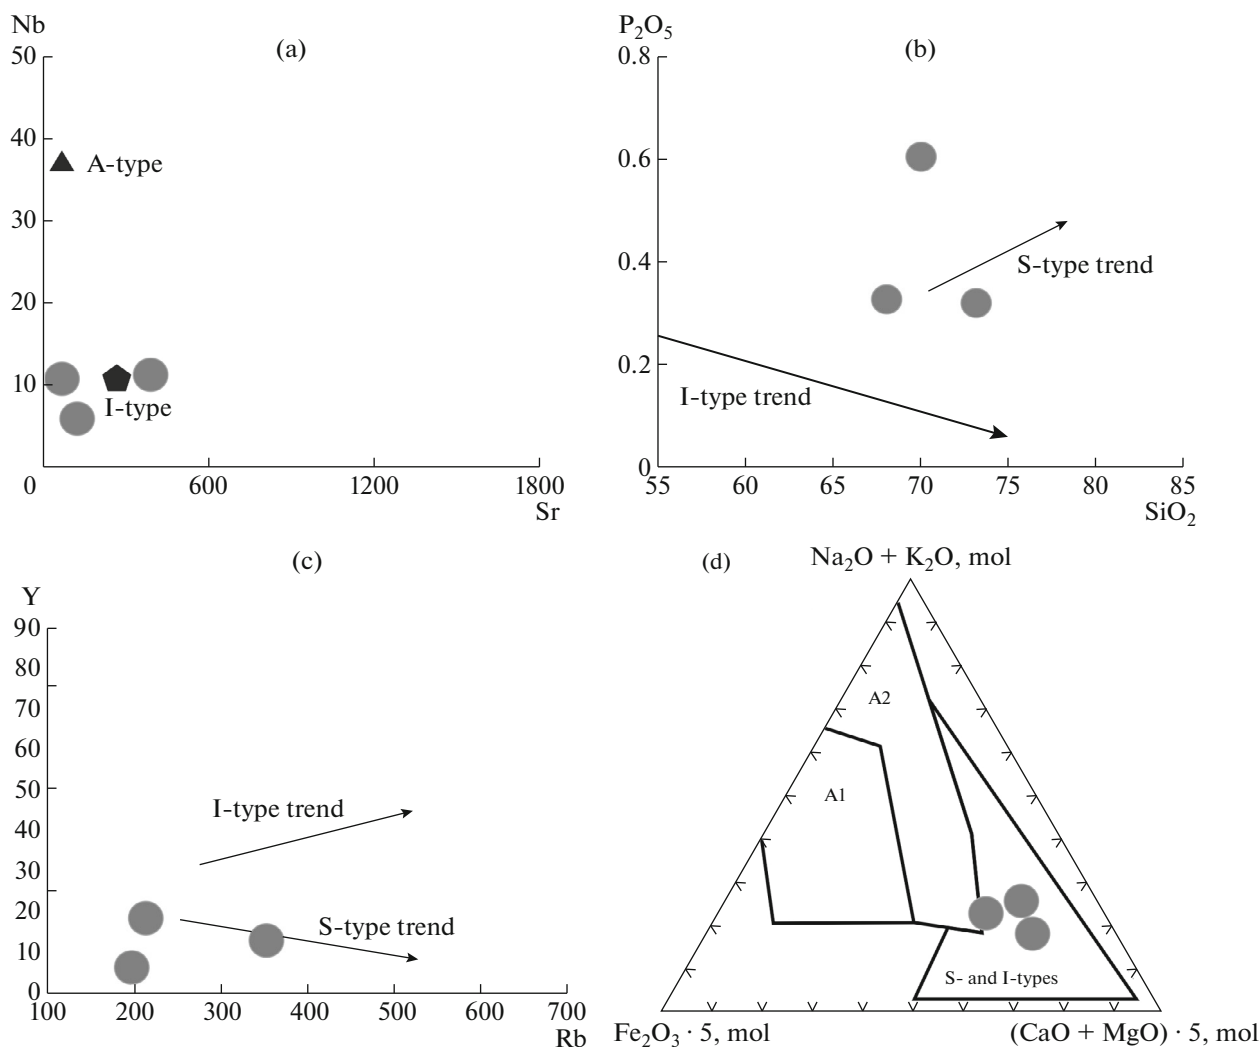 Nb
(a)
50
40
A-type
30
20
10
I-type
0
600
1200
1800
Sr
P₂O₅
(b)
0.8
0.6
S-type trend
0.4
0.2
I-type trend
0
55
60
65
70
75
80
85
SiO₂
(c)
Y
90
80
70
60
50
I-type trend
40
30
20
S-type trend
10
0
100
200
300
400
500
600
700
Rb
(d)
Na₂O + K₂O, mol
A2
A1
S- and I-types
Fe₂O₃ · 5, mol
(CaO + MgO) · 5, mol